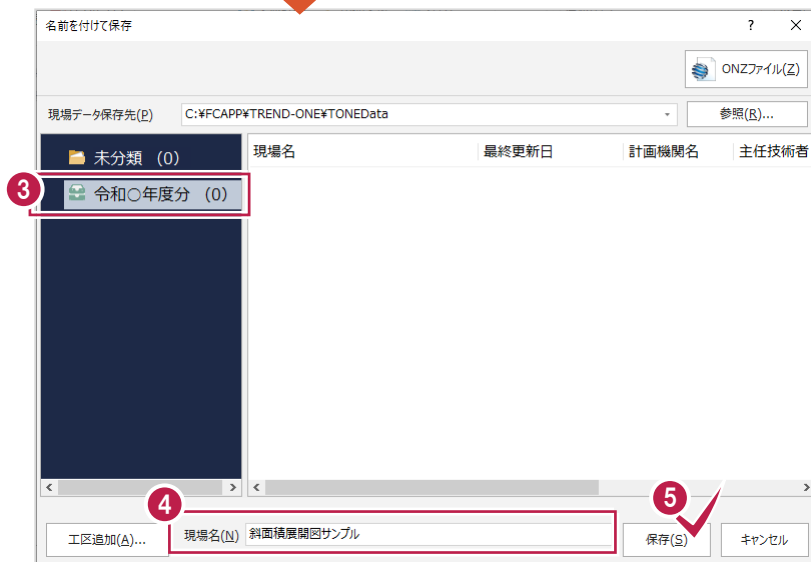 名前を付けて保存 ? ×
ONZファイル(Z)
現場データ保存先(P) C:¥FCAPP¥TREND-ONE¥TONEData 参照(R)...
未分類 (0) 現場名 最終更新日 計画機関名 主任技術者
3 令和○年度分 (0)
4 5
工区追加(A)... 現場名(N) 斜面積展開図サンプル 保存(S) キャンセル